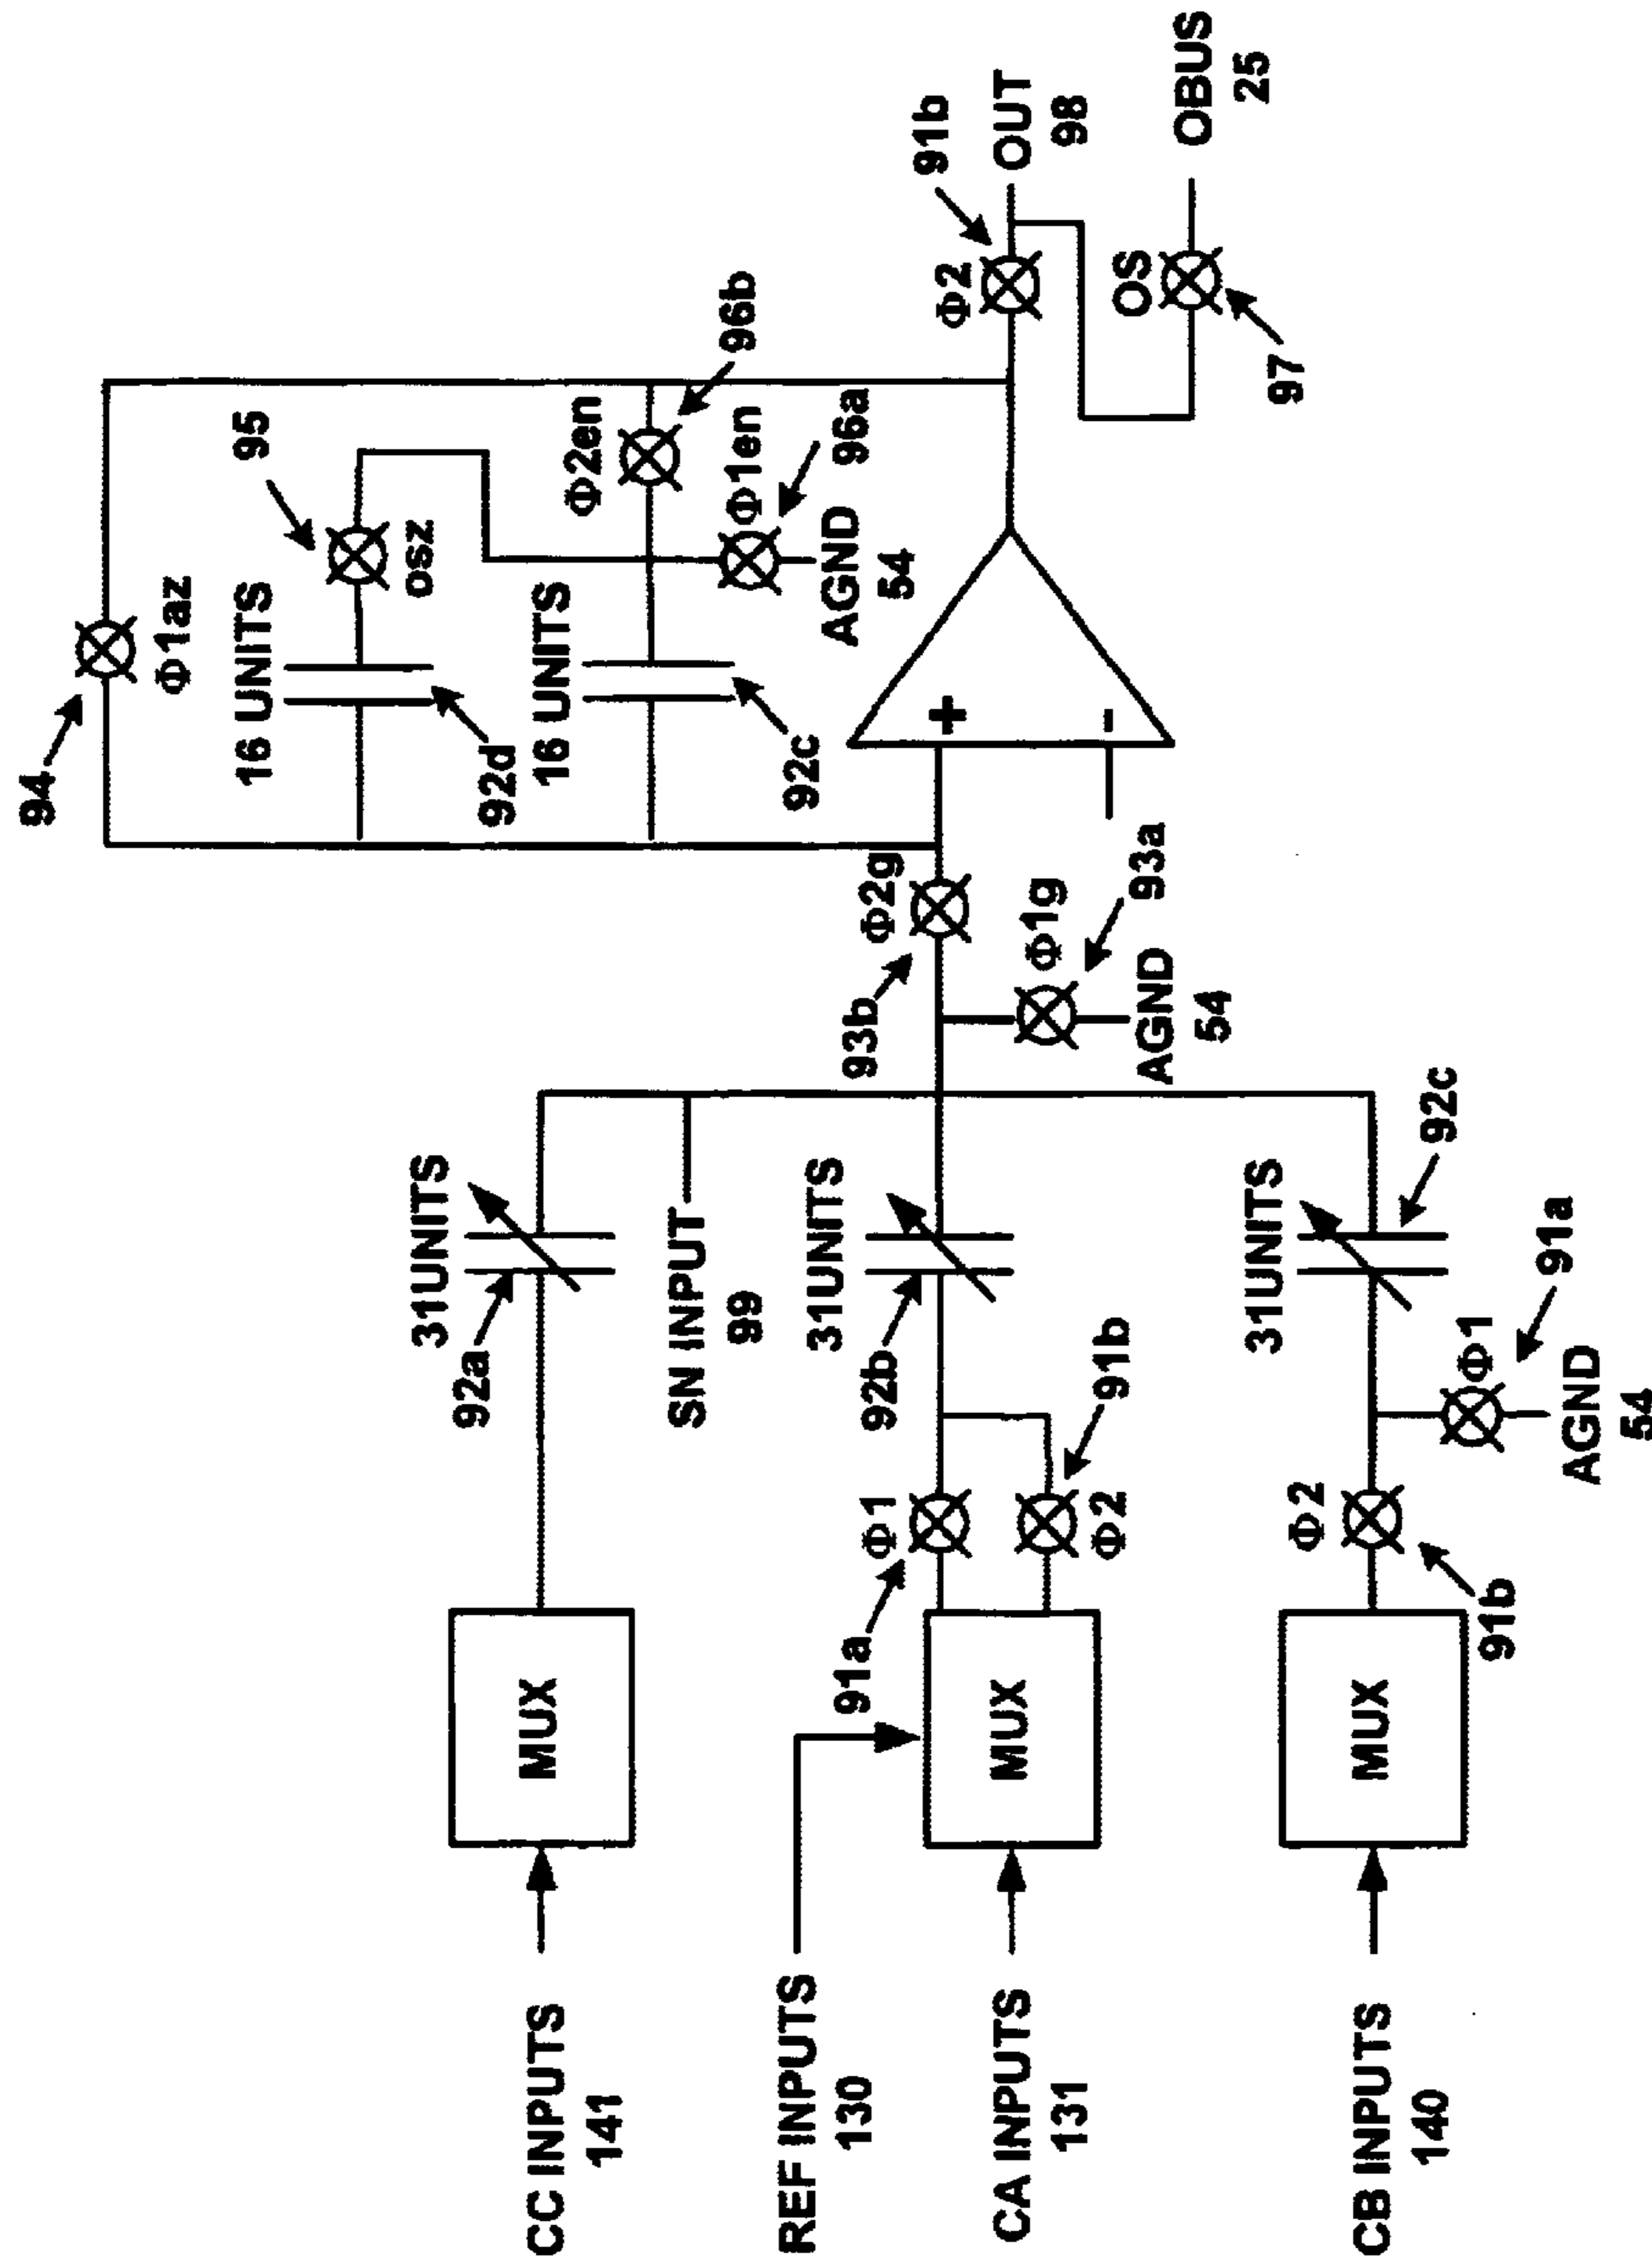 CC INPUTS
141
REF INPUTS
130
CA INPUTS
131
CB INPUTS
140
MUX
MUX
MUX
91a
Φ1
Φ2
91b
Φ2
91b
Φ1
91a
AGND
54
31UNITS
92a
SN INPUT
99
31UNITS
92b
31UNITS
92c
93b
Φ2g
Φ1g
93a
AGND
54
94
Φ1az
16 UNITS
92d
osz
95
16 UNITS
92c
Φ2en
96b
Φ1en
96a
AGND
54
+
-
Φ2
91b
OUT
98
OS
97
OBUS
25